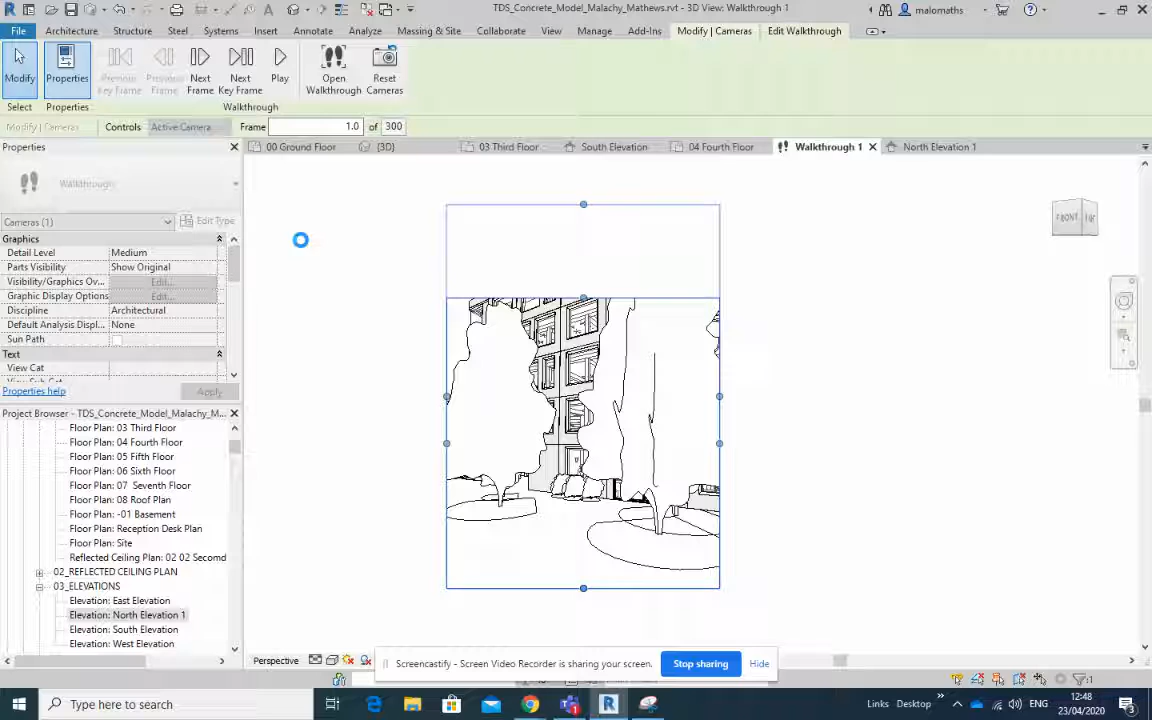 TDS_Concrete_Model_Malachy_Mathews.rvt - 3D View: Walkthrough 1
malomaths
File Architecture Structure Steel Systems Insert Annotate Analyze Massing & Site Collaborate View Manage Add-Ins Modify | Cameras Edit Walkthrough
Modify Properties Previous Key Frame Previous Frame Next Frame Next Key Frame Play Open Walkthrough Reset Cameras
Select Properties Walkthrough
Modify | Cameras Controls Active Camera Frame 1.0 of 300
Properties
00 Ground Floor {3D} 03 Third Floor South Elevation 04 Fourth Floor Walkthrough 1 North Elevation 1
Walkthrough
Cameras (1) Edit Type
Graphics
Detail Level Medium
Parts Visibility Show Original
Visibility/Graphics Ov... Edit...
Graphic Display Options Edit...
Discipline Architectural
Default Analysis Displ... None
Sun Path
Text
View Cat
Properties help Apply
FRONT
Project Browser - TDS_Concrete_Model_Malachy_M...
Floor Plan: 03 Third Floor
Floor Plan: 04 Fourth Floor
Floor Plan: 05 Fifth Floor
Floor Plan: 06 Sixth Floor
Floor Plan: 07 Seventh Floor
Floor Plan: 08 Roof Plan
Floor Plan: -01 Basement
Floor Plan: Reception Desk Plan
Floor Plan: Site
Reflected Ceiling Plan: 02 02 Second
02_REFLECTED CEILING PLAN
03_ELEVATIONS
Elevation: East Elevation
Elevation: North Elevation 1
Elevation: South Elevation
Elevation: West Elevation
Perspective
Screencastify - Screen Video Recorder is sharing your screen. Stop sharing Hide
:1
Type here to search
Links Desktop ENG
12:48
23/04/2020
3